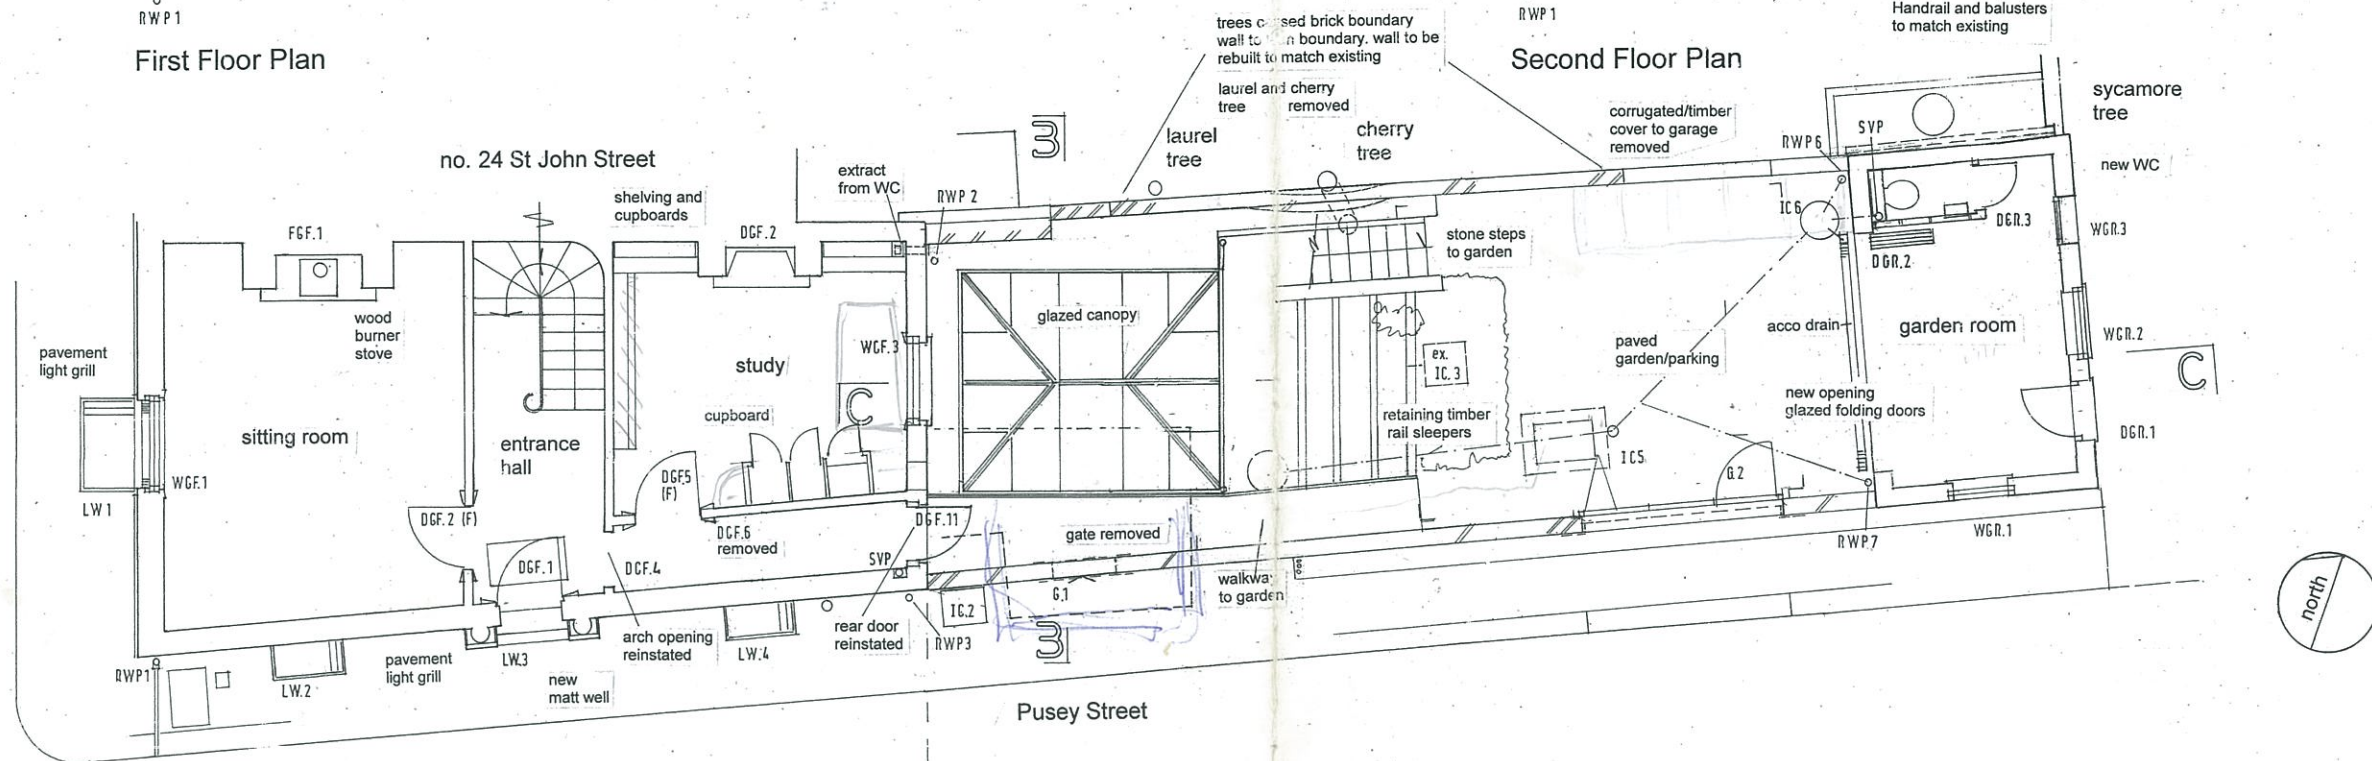 RWP1
First Floor Plan
trees c sed brick boundary
wall to n boundary. wall to be
rebuilt to match existing
laurel and cherry
tree removed
RWP1
Second Floor Plan
Handrail and balusters
to match existing
no. 24 St John Street
3
laurel
tree
cherry
tree
corrugated/timber
cover to garage
removed
RWP6
SVP
sycamore
tree
new WC
extract
from WC
RWP 2
shelving and
cupboards
FGF.1
DGF.2
IC6
DGR.3
WGR.3
stone steps
to garden
DGR.2
wood
burner
stove
glazed canopy
acco drain
garden room
WGR.2
pavement
light grill
study
WGF.3
ex.
IC.3
paved
garden/parking
C
C
cupboard
retaining timber
rail sleepers
new opening
glazed folding doors
DGR.1
sitting room
entrance
hall
IC5
G.2
WGF.1
DGF.5
(F)
LW1
DGF.2 (F)
DGF.6
removed
DGF.11
gate removed
WGR.1
RWP7
DGF.1
DGF.4
SVP
G.1
walkway
to garden
north
IC.2
arch opening
reinstated
rear door
reinstated
RWP3
3
LW.4
RWP1
pavement
light grill
LW.3
LW.2
new
matt well
Pusey Street